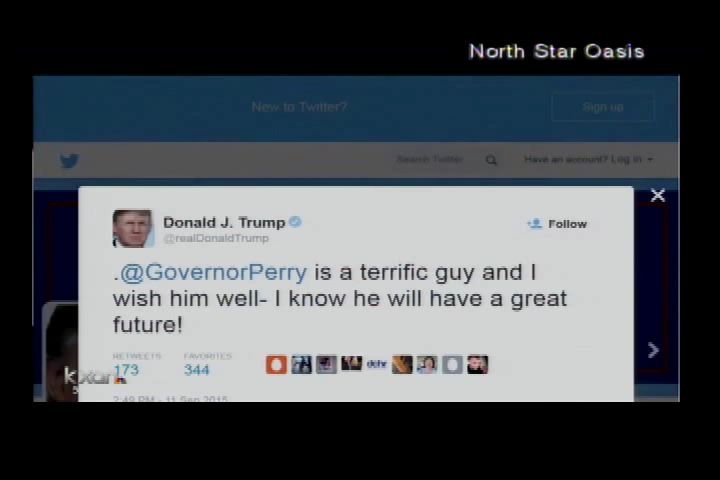 North Star Oasis
New to Twitter?
Sign up
Search Twitter
Have an account? Log in
Donald J. Trump
@realDonaldTrump
Follow
.@GovernorPerry is a terrific guy and I
wish him well- I know he will have a great
future!
RETWEETS
173
FAVORITES
344
kxan
2:49 PM - 11 Sep 2015